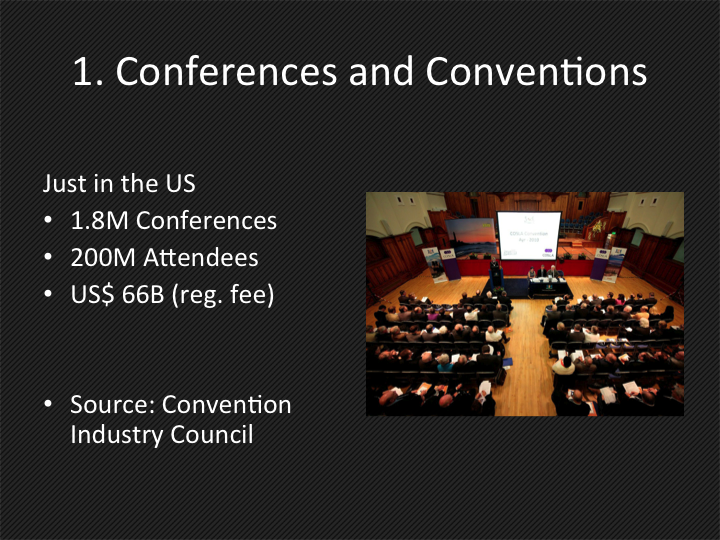 1. Conferences and Conventions
Just in the US
• 1.8M Conferences
• 200M Attendees
• US$ 66B (reg. fee)
• Source: Convention
Industry Council